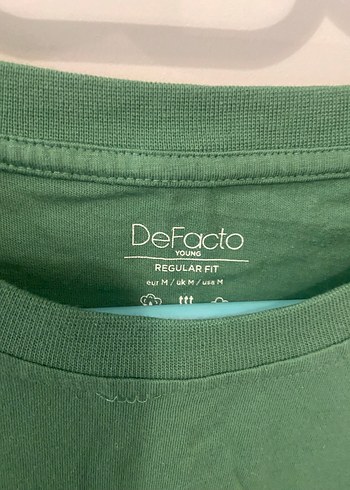 DeFacto
YOUNG
REGULAR FIT
eur M / uk M / usa M